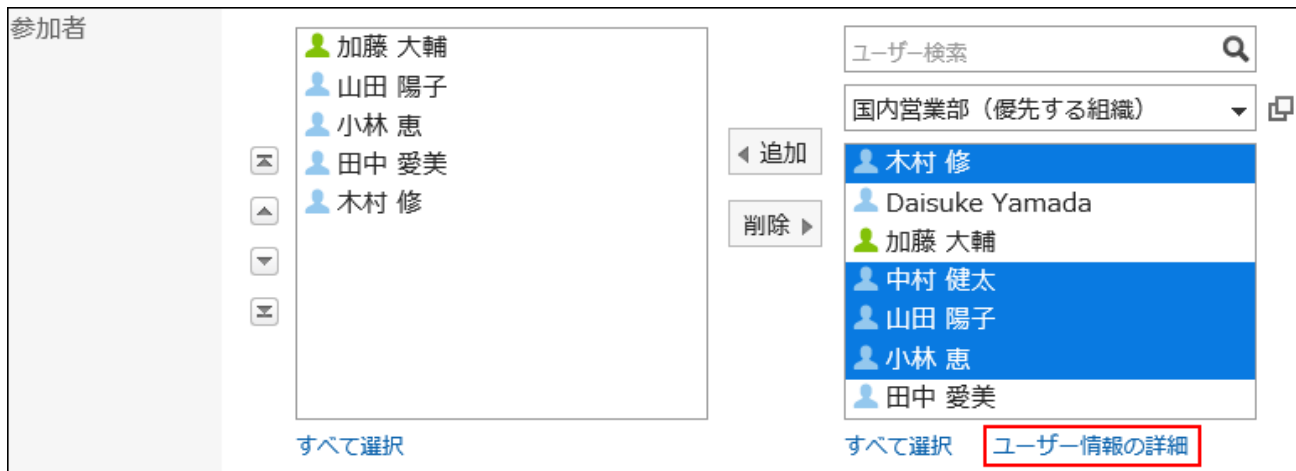 参加者
加藤 大輔
山田 陽子
小林 恵
田中 愛美
木村 修
すべて選択
追加
削除
ユーザー検索
国内営業部（優先する組織）
木村 修
Daisuke Yamada
加藤 大輔
中村 健太
山田 陽子
小林 恵
田中 愛美
すべて選択 ユーザー情報の詳細